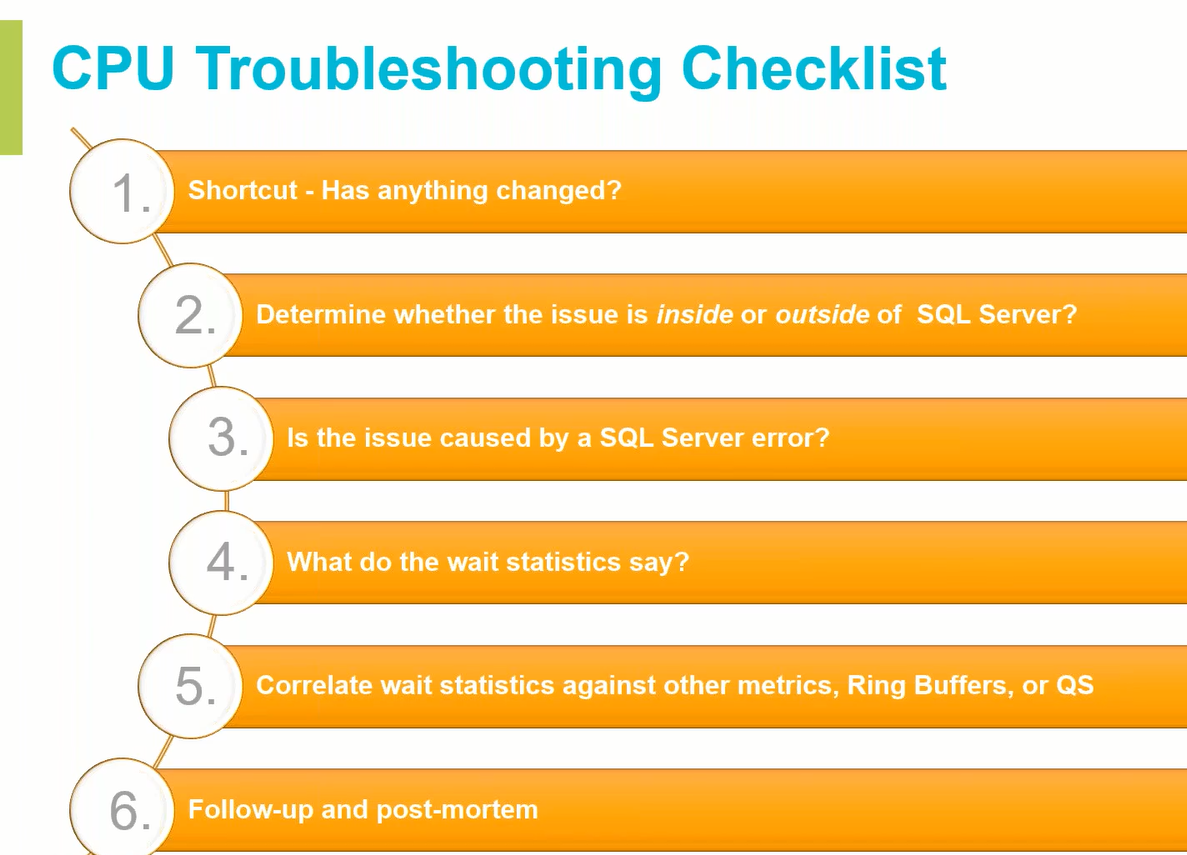 CPU Troubleshooting Checklist
1. Shortcut - Has anything changed?
2. Determine whether the issue is inside or outside of  SQL Server?
3. Is the issue caused by a SQL Server error?
4. What do the wait statistics say?
5. Correlate wait statistics against other metrics, Ring Buffers, or QS
6. Follow-up and post-mortem